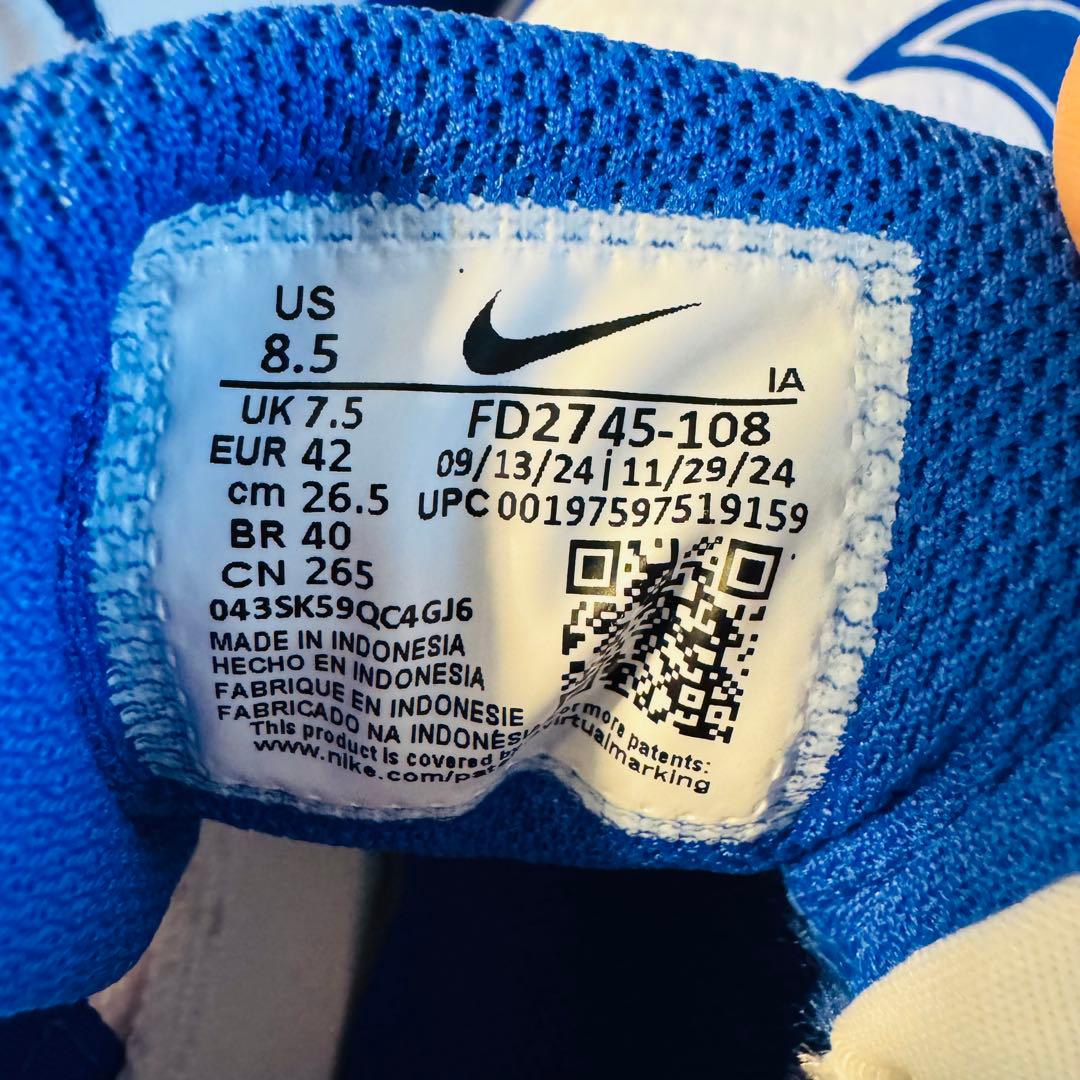 US
8.5
IA
UK 7.5
FD2745-108
EUR 42
09/13/24 | 11/29/24
cm 26.5
UPC 00197597519159
BR 40
CN 265
043SK59QC4GJ6
MADE IN INDONESIA
HECHO EN INDONESIA
FABRIQUE EN INDONESIE
FABRICADO NA INDONÉSI
This product is covered more patents:
www.nike.com/pat virtualmarking